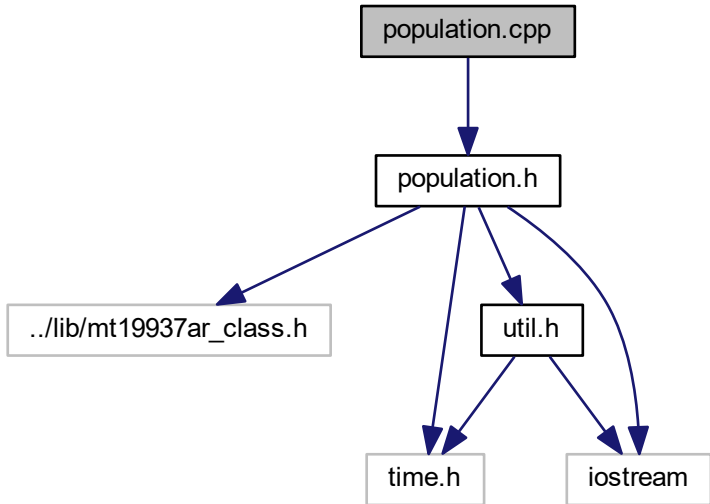 population.cpp
population.h
../lib/mt19937ar_class.h
util.h
time.h
iostream